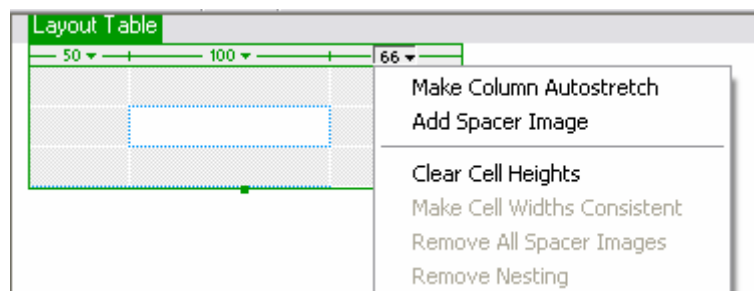 Layout Table
50 100 66
Make Column Autostretch
Add Spacer Image
Clear Cell Heights
Make Cell Widths Consistent
Remove All Spacer Images
Remove Nesting